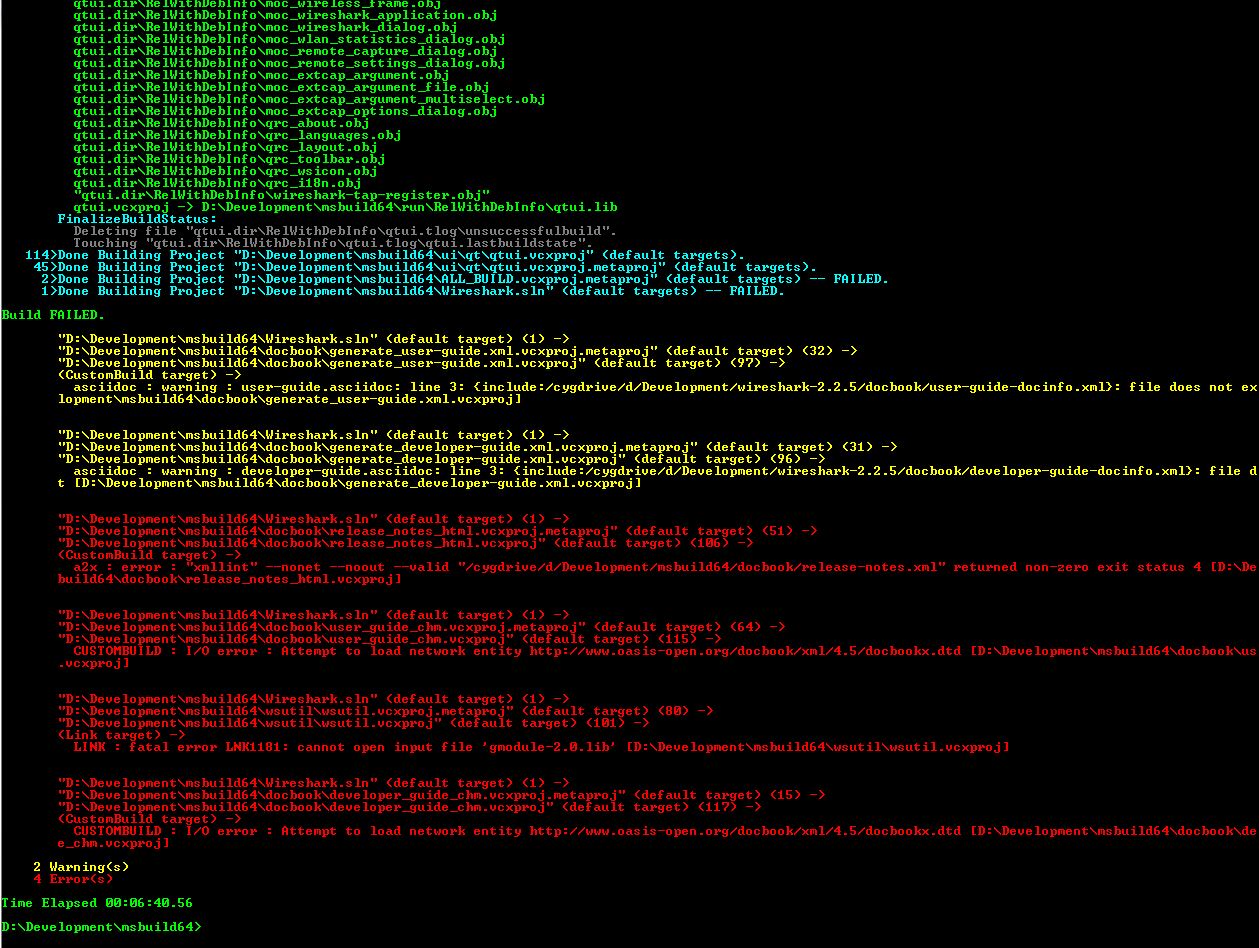 qtui.dir\RelWithDebInfo\moc_wireless_frame.obj
qtui.dir\RelWithDebInfo\moc_wireshark_application.obj
qtui.dir\RelWithDebInfo\moc_wireshark_dialog.obj
qtui.dir\RelWithDebInfo\moc_wlan_statistics_dialog.obj
qtui.dir\RelWithDebInfo\moc_remote_capture_dialog.obj
qtui.dir\RelWithDebInfo\moc_remote_settings_dialog.obj
qtui.dir\RelWithDebInfo\moc_extcap_argument.obj
qtui.dir\RelWithDebInfo\moc_extcap_argument_file.obj
qtui.dir\RelWithDebInfo\moc_extcap_argument_multiselect.obj
qtui.dir\RelWithDebInfo\moc_extcap_options_dialog.obj
qtui.dir\RelWithDebInfo\qrc_about.obj
qtui.dir\RelWithDebInfo\qrc_languages.obj
qtui.dir\RelWithDebInfo\qrc_layout.obj
qtui.dir\RelWithDebInfo\qrc_toolbar.obj
qtui.dir\RelWithDebInfo\qrc_wsicon.obj
qtui.dir\RelWithDebInfo\qrc_i18n.obj
"qtui.dir\RelWithDebInfo\wireshark-tap-register.obj"
qtui.vcxproj -> D:\Development\msbuild64\run\RelWithDebInfo\qtui.lib
FinalizeBuildStatus:
Deleting file "qtui.dir\RelWithDebInfo\qtui.tlog\unsuccessfulbuild".
Touching "qtui.dir\RelWithDebInfo\qtui.tlog\qtui.lastbuildstate".
114>Done Building Project "D:\Development\msbuild64\ui\qt\qtui.vcxproj" (default targets).
45>Done Building Project "D:\Development\msbuild64\ui\qt\qtui.vcxproj.metaproj" (default targets).
2>Done Building Project "D:\Development\msbuild64\ALL_BUILD.vcxproj.metaproj" (default targets) -- FAILED.
1>Done Building Project "D:\Development\msbuild64\Wireshark.sln" (default targets) -- FAILED.
Build FAILED.
"D:\Development\msbuild64\Wireshark.sln" (default target) (1) ->
"D:\Development\msbuild64\docbook\generate_user-guide.xml.vcxproj.metaproj" (default target) (32) ->
"D:\Development\msbuild64\docbook\generate_user-guide.xml.vcxproj" (default target) (97) ->
(CustomBuild target) ->
asciidoc : warning : user-guide.asciidoc: line 3: {include:/cygdrive/d/Development/wireshark-2.2.5/docbook/user-guide-docinfo.xml}: file does not ex
lopment\msbuild64\docbook\generate_user-guide.xml.vcxproj]
"D:\Development\msbuild64\Wireshark.sln" (default target) (1) ->
"D:\Development\msbuild64\docbook\generate_developer-guide.xml.vcxproj.metaproj" (default target) (31) ->
"D:\Development\msbuild64\docbook\generate_developer-guide.xml.vcxproj" (default target) (96) ->
asciidoc : warning : developer-guide.asciidoc: line 3: {include:/cygdrive/d/Development/wireshark-2.2.5/docbook/developer-guide-docinfo.xml}: file d
t [D:\Development\msbuild64\docbook\generate_developer-guide.xml.vcxproj]
"D:\Development\msbuild64\Wireshark.sln" (default target) (1) ->
"D:\Development\msbuild64\docbook\release_notes_html.vcxproj.metaproj" (default target) (51) ->
"D:\Development\msbuild64\docbook\release_notes_html.vcxproj" (default target) (106) ->
(CustomBuild target) ->
a2x : error : "xmllint" --nonet --noout --valid "/cygdrive/d/Development/msbuild64/docbook/release-notes.xml" returned non-zero exit status 4 [D:\De
build64\docbook\release_notes_html.vcxproj]
"D:\Development\msbuild64\Wireshark.sln" (default target) (1) ->
"D:\Development\msbuild64\docbook\user_guide_chm.vcxproj.metaproj" (default target) (64) ->
"D:\Development\msbuild64\docbook\user_guide_chm.vcxproj" (default target) (115) ->
CUSTOMBUILD : I/O error : Attempt to load network entity http://www.oasis-open.org/docbook/xml/4.5/docbookx.dtd [D:\Development\msbuild64\docbook\us
.vcxproj]
"D:\Development\msbuild64\Wireshark.sln" (default target) (1) ->
"D:\Development\msbuild64\wsutil\wsutil.vcxproj.metaproj" (default target) (80) ->
"D:\Development\msbuild64\wsutil\wsutil.vcxproj" (default target) (101) ->
(Link target) ->
LINK : fatal error LNK1181: cannot open input file 'gmodule-2.0.lib' [D:\Development\msbuild64\wsutil\wsutil.vcxproj]
"D:\Development\msbuild64\Wireshark.sln" (default target) (1) ->
"D:\Development\msbuild64\docbook\developer_guide_chm.vcxproj.metaproj" (default target) (15) ->
"D:\Development\msbuild64\docbook\developer_guide_chm.vcxproj" (default target) (117) ->
(CustomBuild target) ->
CUSTOMBUILD : I/O error : Attempt to load network entity http://www.oasis-open.org/docbook/xml/4.5/docbookx.dtd [D:\Development\msbuild64\docbook\de
e_chm.vcxproj]
2 Warning(s)
4 Error(s)
Time Elapsed 00:06:40.56
D:\Development\msbuild64>